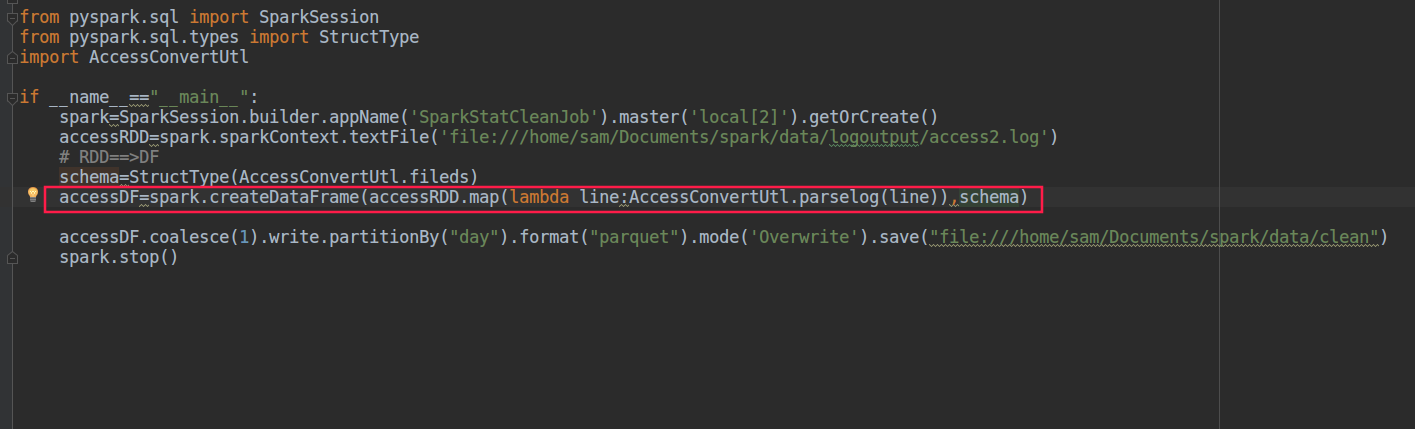 from pyspark.sql import SparkSession
from pyspark.sql.types import StructType
import AccessConvertUtl
if __name__=="__main__":
spark=SparkSession.builder.appName('SparkStatCleanJob').master('local[2]').getOrCreate()
accessRDD=spark.sparkContext.textFile('file:///home/sam/Documents/spark/data/logoutput/access2.log')
# RDD==>DF
schema=StructType(AccessConvertUtl.fileds)
accessDF=spark.createDataFrame(accessRDD.map(lambda line:AccessConvertUtl.parselog(line)),schema)
accessDF.coalesce(1).write.partitionBy("day").format("parquet").mode('Overwrite').save("file:///home/sam/Documents/spark/data/clean")
spark.stop()